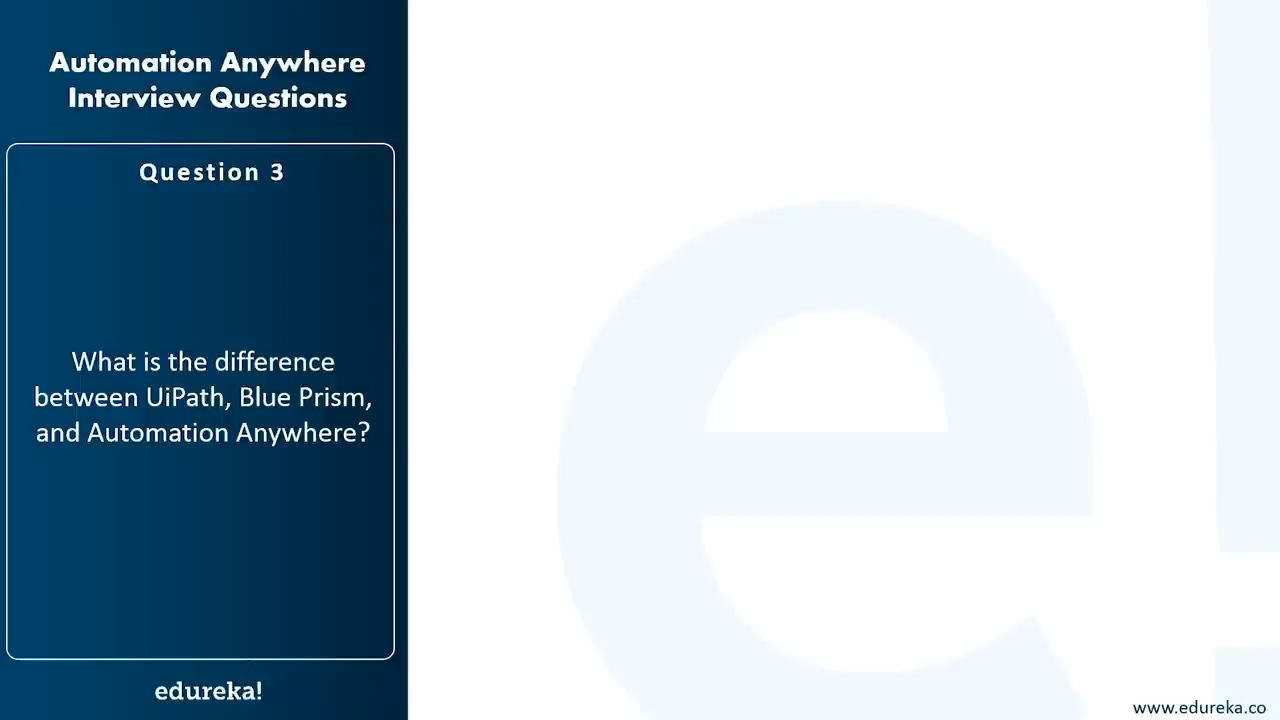 Automation Anywhere
Interview Questions
Question 3
What is the difference
between UiPath, Blue Prism,
and Automation Anywhere?
edureka!
www.edureka.co